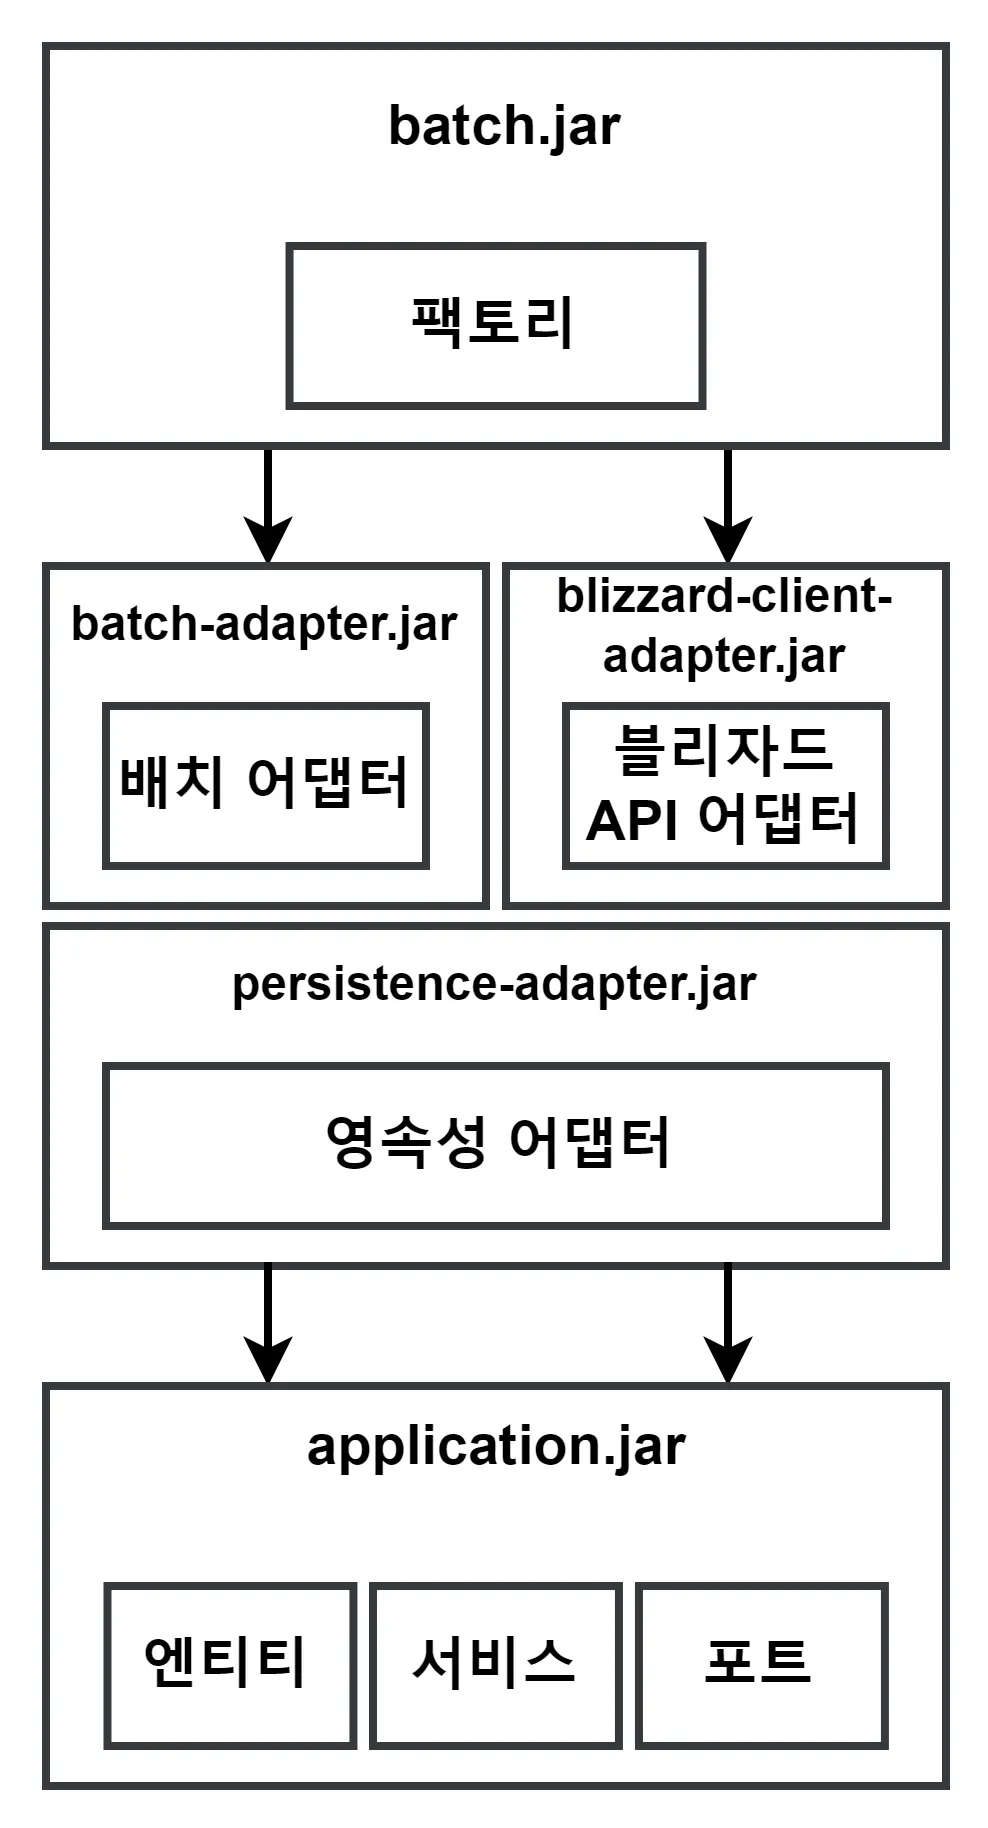 batch.jar
팩토리
batch-adapter.jar
배치 어댑터
blizzard-client-
adapter.jar
블리자드
API 어댑터
persistence-adapter.jar
영속성 어댑터
application.jar
엔티티
서비스
포트